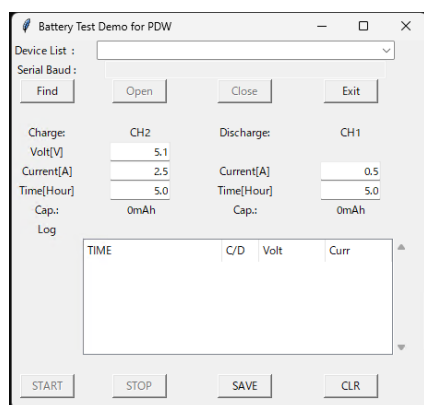 Battery Test Demo for PDW
Device List :
Serial Baud :
Find Open Close Exit
Charge: CH2 Discharge: CH1
Volt[V] 5.1
Current[A] 2.5 Current[A] 0.5
Time[Hour] 5.0 Time[Hour] 5.0
Cap.: 0mAh Cap.: 0mAh
Log
TIME C/D Volt Curr
START STOP SAVE CLR